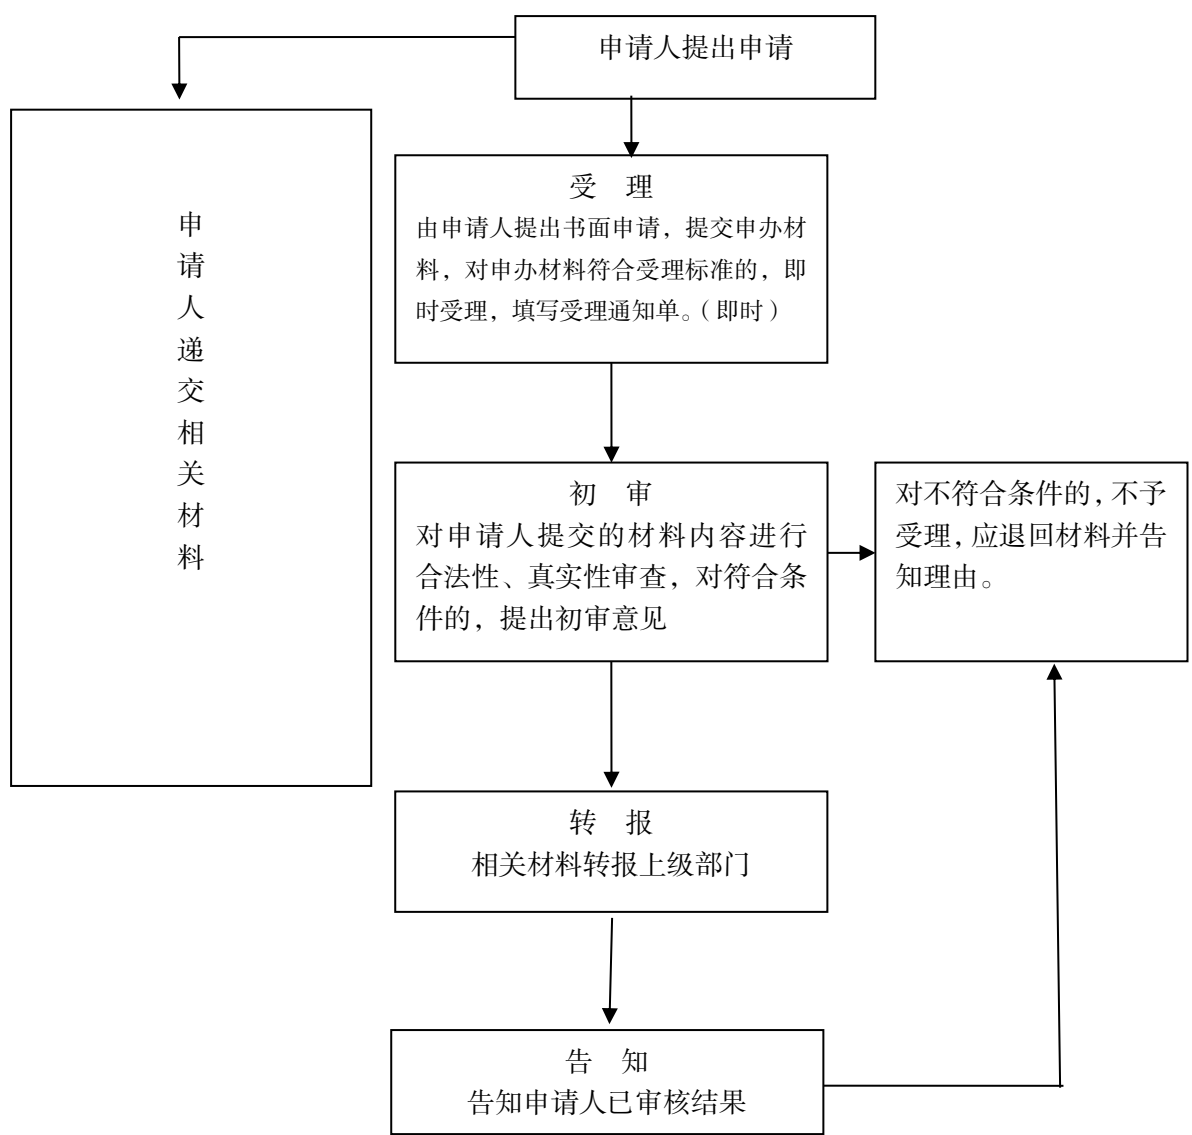 申请人提出申请
申请人递交相关材料
受 理
由申请人提出书面申请，提交申办材
料，对申办材料符合受理标准的，即
时受理，填写受理通知单。（即时）
初 审
对申请人提交的材料内容进行
合法性、真实性审查，对符合条
件的，提出初审意见
对不符合条件的，不予
受理，应退回材料并告
知理由。
转 报
相关材料转报上级部门
告 知
告知申请人已审核结果